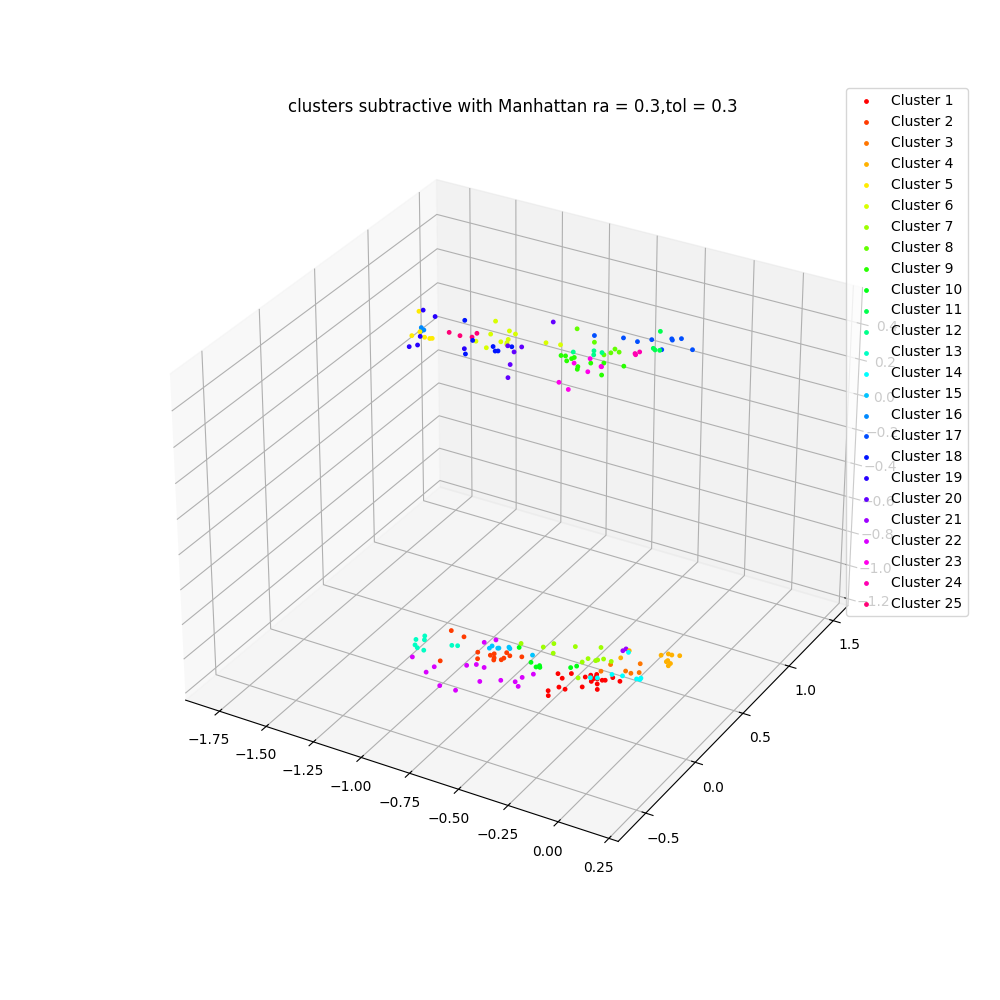 clusters subtractive with Manhattan ra = 0.3,tol = 0.3
Cluster 1
Cluster 2
Cluster 3
Cluster 4
Cluster 5
Cluster 6
Cluster 7
Cluster 8
Cluster 9
Cluster 10
Cluster 11
Cluster 12
Cluster 13
Cluster 14
Cluster 15
Cluster 16
Cluster 17
Cluster 18
Cluster 19
Cluster 20
Cluster 21
Cluster 22
Cluster 23
Cluster 24
Cluster 25
0.4
0.2
0.0
−0.2
−0.4
−0.6
−0.8
−1.0
−1.2
1.5
1.0
0.5
0.0
−0.5
−1.75
−1.50
−1.25
−1.00
−0.75
−0.50
−0.25
0.00
0.25